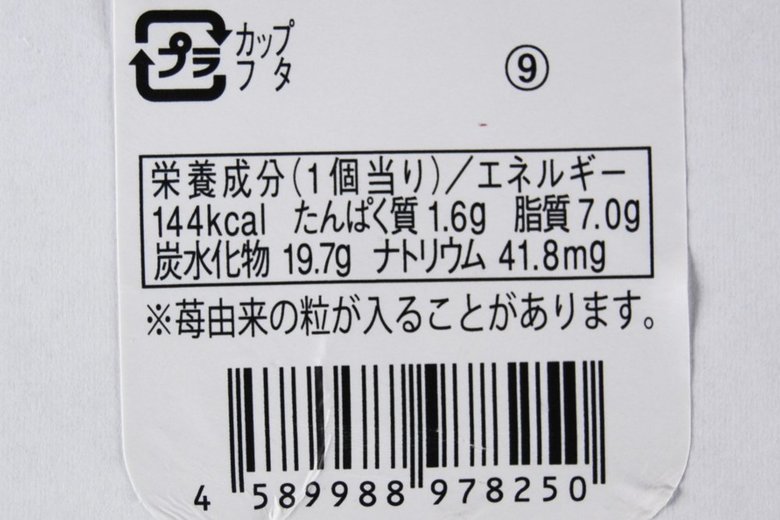 プラ カップ
フタ
⑨
栄養成分(1個当り)/エネルギー
144kcal たんぱく質 1.6g 脂質 7.0g
炭水化物 19.7g ナトリウム 41.8mg
※苺由来の粒が入ることがあります。
4 589988 978250